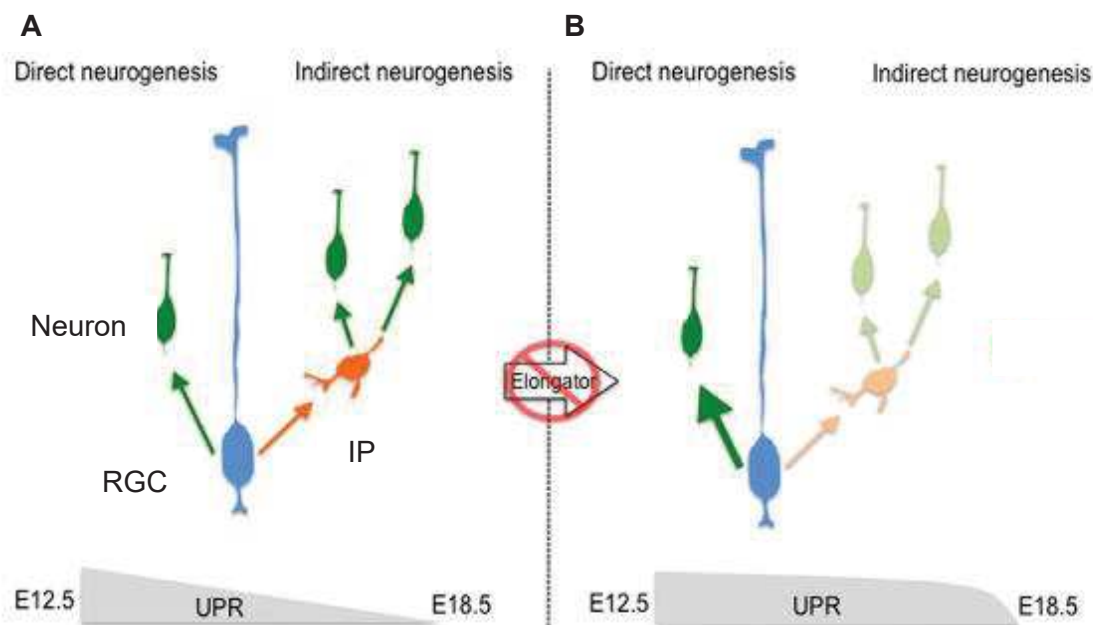 A
Direct neurogenesis Indirect neurogenesis
Neuron
IP
RGC
E12.5 UPR E18.5
Elongator
B
Direct neurogenesis Indirect neurogenesis
E12.5 UPR E18.5